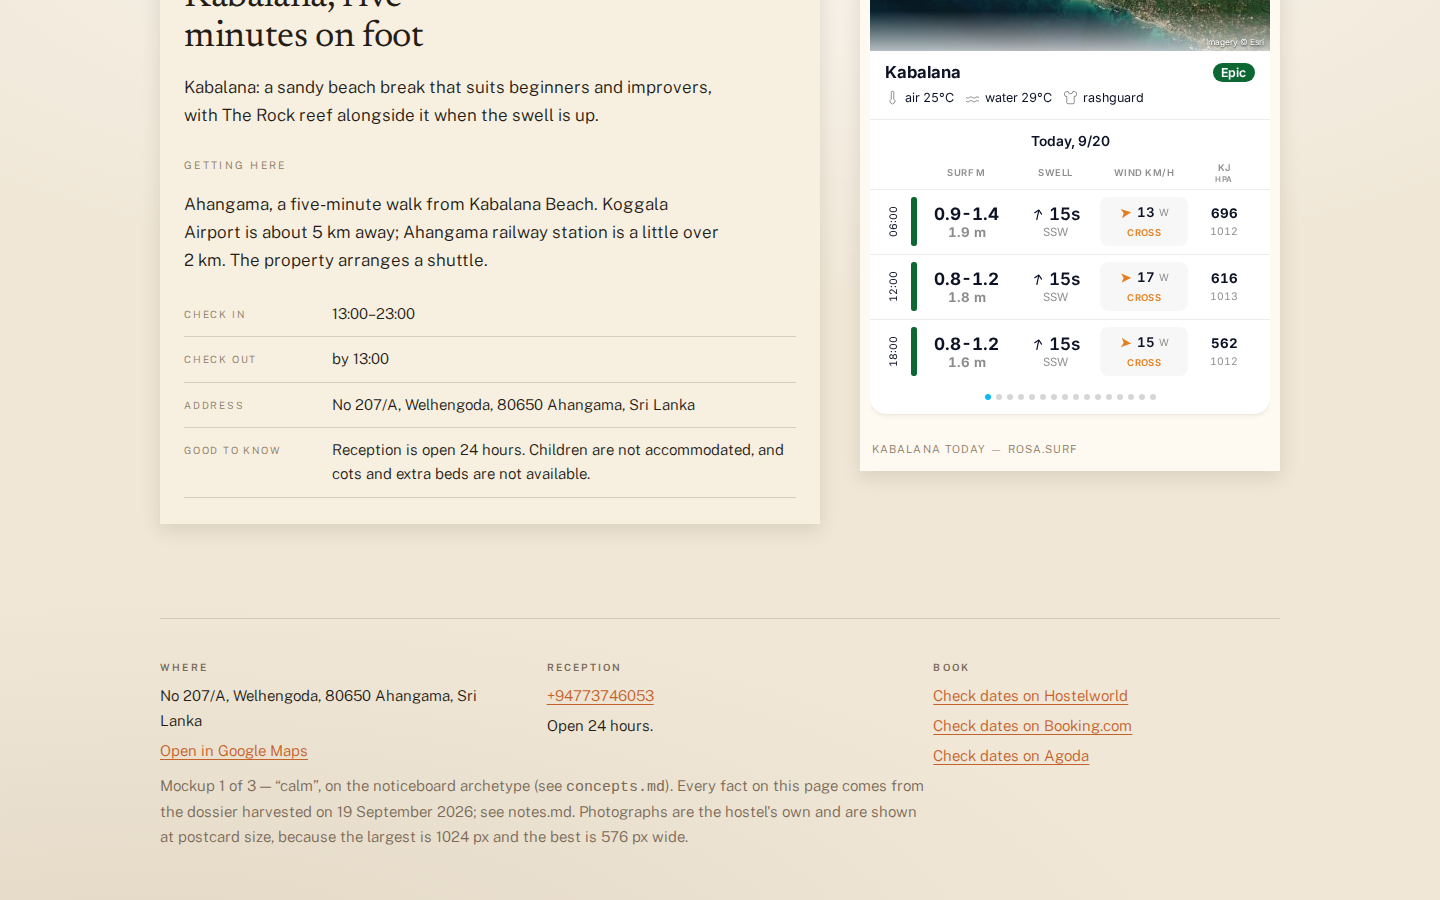 Kabalana, five
minutes on foot
Kabalana: a sandy beach break that suits beginners and improvers,
with The Rock reef alongside it when the swell is up.
GETTING HERE
Ahangama, a five-minute walk from Kabalana Beach. Koggala
Airport is about 5 km away; Ahangama railway station is a little over
2 km. The property arranges a shuttle.
CHECK IN 13:00–23:00
CHECK OUT by 13:00
ADDRESS No 207/A, Welhengoda, 80650 Ahangama, Sri Lanka
GOOD TO KNOW Reception is open 24 hours. Children are not accommodated, and
cots and extra beds are not available.
Imagery © Esri
Kabalana Epic
air 25°C water 29°C rashguard
Today, 9/20
SURF M SWELL WIND KM/H KJ
HPA
06:00 0.9-1.4 15s 13 W 696
1.9 m SSW CROSS 1012
12:00 0.8-1.2 15s 17 W 616
1.8 m SSW CROSS 1013
18:00 0.8-1.2 15s 15 W 562
1.6 m SSW CROSS 1012
KABALANA TODAY — ROSA.SURF
WHERE
No 207/A, Welhengoda, 80650 Ahangama, Sri
Lanka
Open in Google Maps
RECEPTION
+94773746053
Open 24 hours.
BOOK
Check dates on Hostelworld
Check dates on Booking.com
Check dates on Agoda
Mockup 1 of 3 — “calm”, on the noticeboard archetype (see concepts.md). Every fact on this page comes from
the dossier harvested on 19 September 2026; see notes.md. Photographs are the hostel's own and are shown
at postcard size, because the largest is 1024 px and the best is 576 px wide.